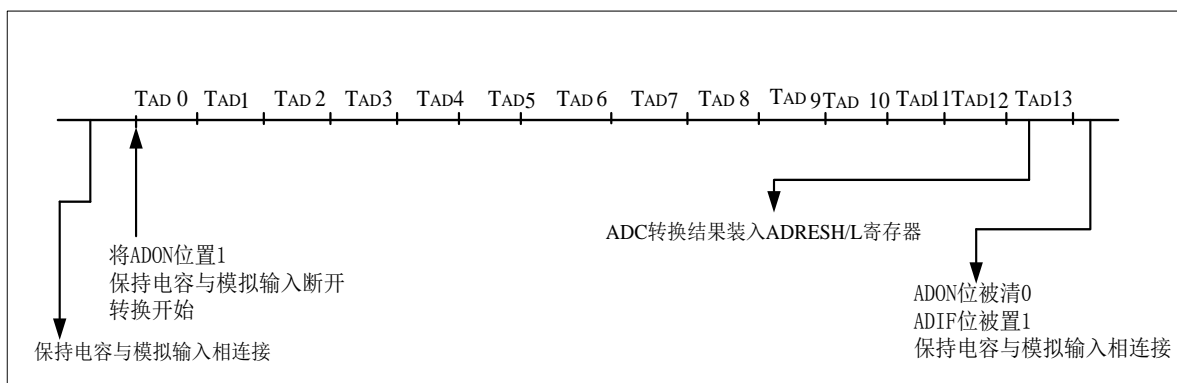 TAD 0 TAD1 TAD 2 TAD3 TAD4 TAD5 TAD 6 TAD7 TAD 8 TAD 9 TAD 10 TAD11 TAD12 TAD13
将ADON位置1
保持电容与模拟输入断开
转换开始
保持电容与模拟输入相连接
ADC转换结果装入ADRESH/L寄存器
ADON位被清0
ADIF位被置1
保持电容与模拟输入相连接